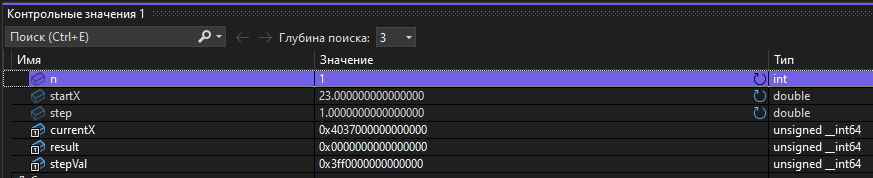 Контрольные значения 1
Поиск (Ctrl+E) Глубина поиска: 3
Имя Значение Тип
n 1 int
startX 23.000000000000000 double
step 1.0000000000000000 double
currentX 0x4037000000000000 unsigned __int64
result 0x0000000000000000 unsigned __int64
stepVal 0x3ff0000000000000 unsigned __int64